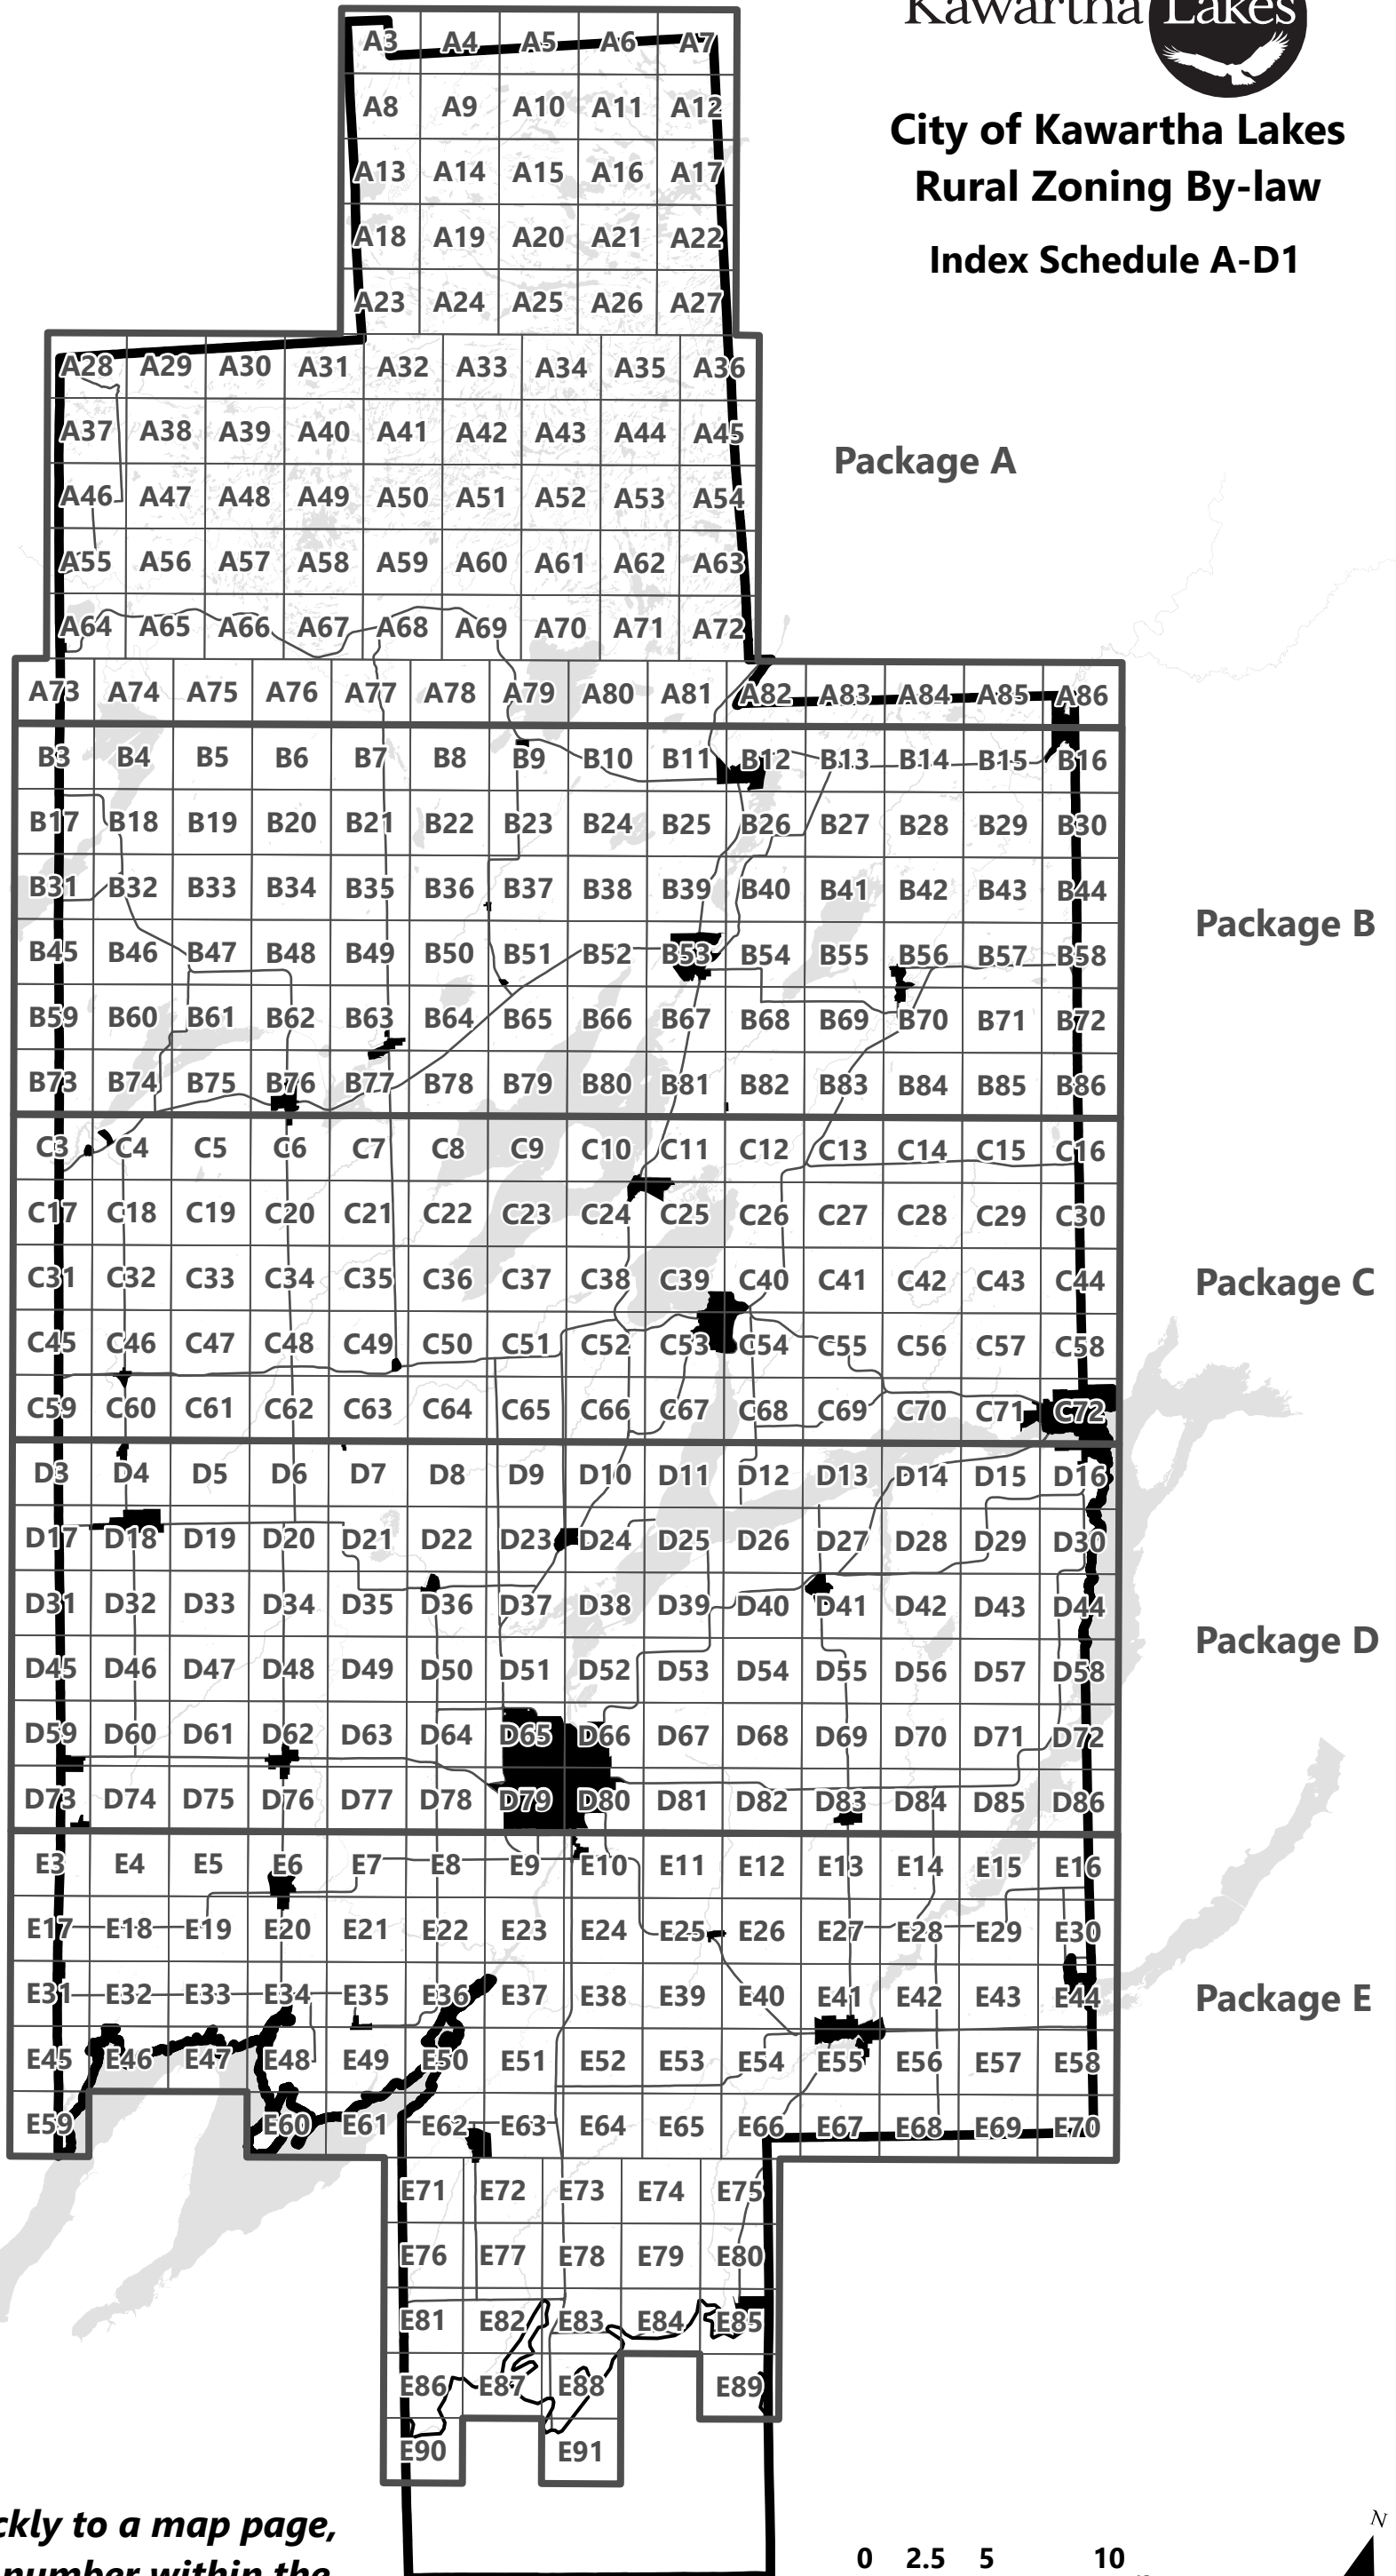 Kawartha Lakes
City of Kawartha Lakes
Rural Zoning By-law
Index Schedule A-D1
A3 A4 A5 A6 A7
A8 A9 A10 A11 A12
A13 A14 A15 A16 A17
A18 A19 A20 A21 A22
A23 A24 A25 A26 A27
A28 A29 A30 A31 A32 A33 A34 A35 A36
A37 A38 A39 A40 A41 A42 A43 A44 A45
Package A
A46 A47 A48 A49 A50 A51 A52 A53 A54
A55 A56 A57 A58 A59 A60 A61 A62 A63
A64 A65 A66 A67 A68 A69 A70 A71 A72
A73 A74 A75 A76 A77 A78 A79 A80 A81 A82 A83 A84 A85 A86
B3 B4 B5 B6 B7 B8 B9 B10 B11 B12 B13 B14 B15 B16
B17 B18 B19 B20 B21 B22 B23 B24 B25 B26 B27 B28 B29 B30
B31 B32 B33 B34 B35 B36 B37 B38 B39 B40 B41 B42 B43 B44
Package B
B45 B46 B47 B48 B49 B50 B51 B52 B53 B54 B55 B56 B57 B58
B59 B60 B61 B62 B63 B64 B65 B66 B67 B68 B69 B70 B71 B72
B73 B74 B75 B76 B77 B78 B79 B80 B81 B82 B83 B84 B85 B86
C3 C4 C5 C6 C7 C8 C9 C10 C11 C12 C13 C14 C15 C16
C17 C18 C19 C20 C21 C22 C23 C24 C25 C26 C27 C28 C29 C30
C31 C32 C33 C34 C35 C36 C37 C38 C39 C40 C41 C42 C43 C44
Package C
C45 C46 C47 C48 C49 C50 C51 C52 C53 C54 C55 C56 C57 C58
C59 C60 C61 C62 C63 C64 C65 C66 C67 C68 C69 C70 C71 C72
D3 D4 D5 D6 D7 D8 D9 D10 D11 D12 D13 D14 D15 D16
D17 D18 D19 D20 D21 D22 D23 D24 D25 D26 D27 D28 D29 D30
D31 D32 D33 D34 D35 D36 D37 D38 D39 D40 D41 D42 D43 D44
Package D
D45 D46 D47 D48 D49 D50 D51 D52 D53 D54 D55 D56 D57 D58
D59 D60 D61 D62 D63 D64 D65 D66 D67 D68 D69 D70 D71 D72
D73 D74 D75 D76 D77 D78 D79 D80 D81 D82 D83 D84 D85 D86
E3 E4 E5 E6 E7 E8 E9 E10 E11 E12 E13 E14 E15 E16
E17 E18 E19 E20 E21 E22 E23 E24 E25 E26 E27 E28 E29 E30
E31 E32 E33 E34 E35 E36 E37 E38 E39 E40 E41 E42 E43 E44
Package E
E45 E46 E47 E48 E49 E50 E51 E52 E53 E54 E55 E56 E57 E58
E59 E60 E61 E62 E63 E64 E65 E66 E67 E68 E69 E70
E71 E72 E73 E74 E75
E76 E77 E78 E79 E80
E81 E82 E83 E84 E85
E86 E87 E88 E89
E90 E91
ckly to a map page,
number within the
0 2.5 5 10
N